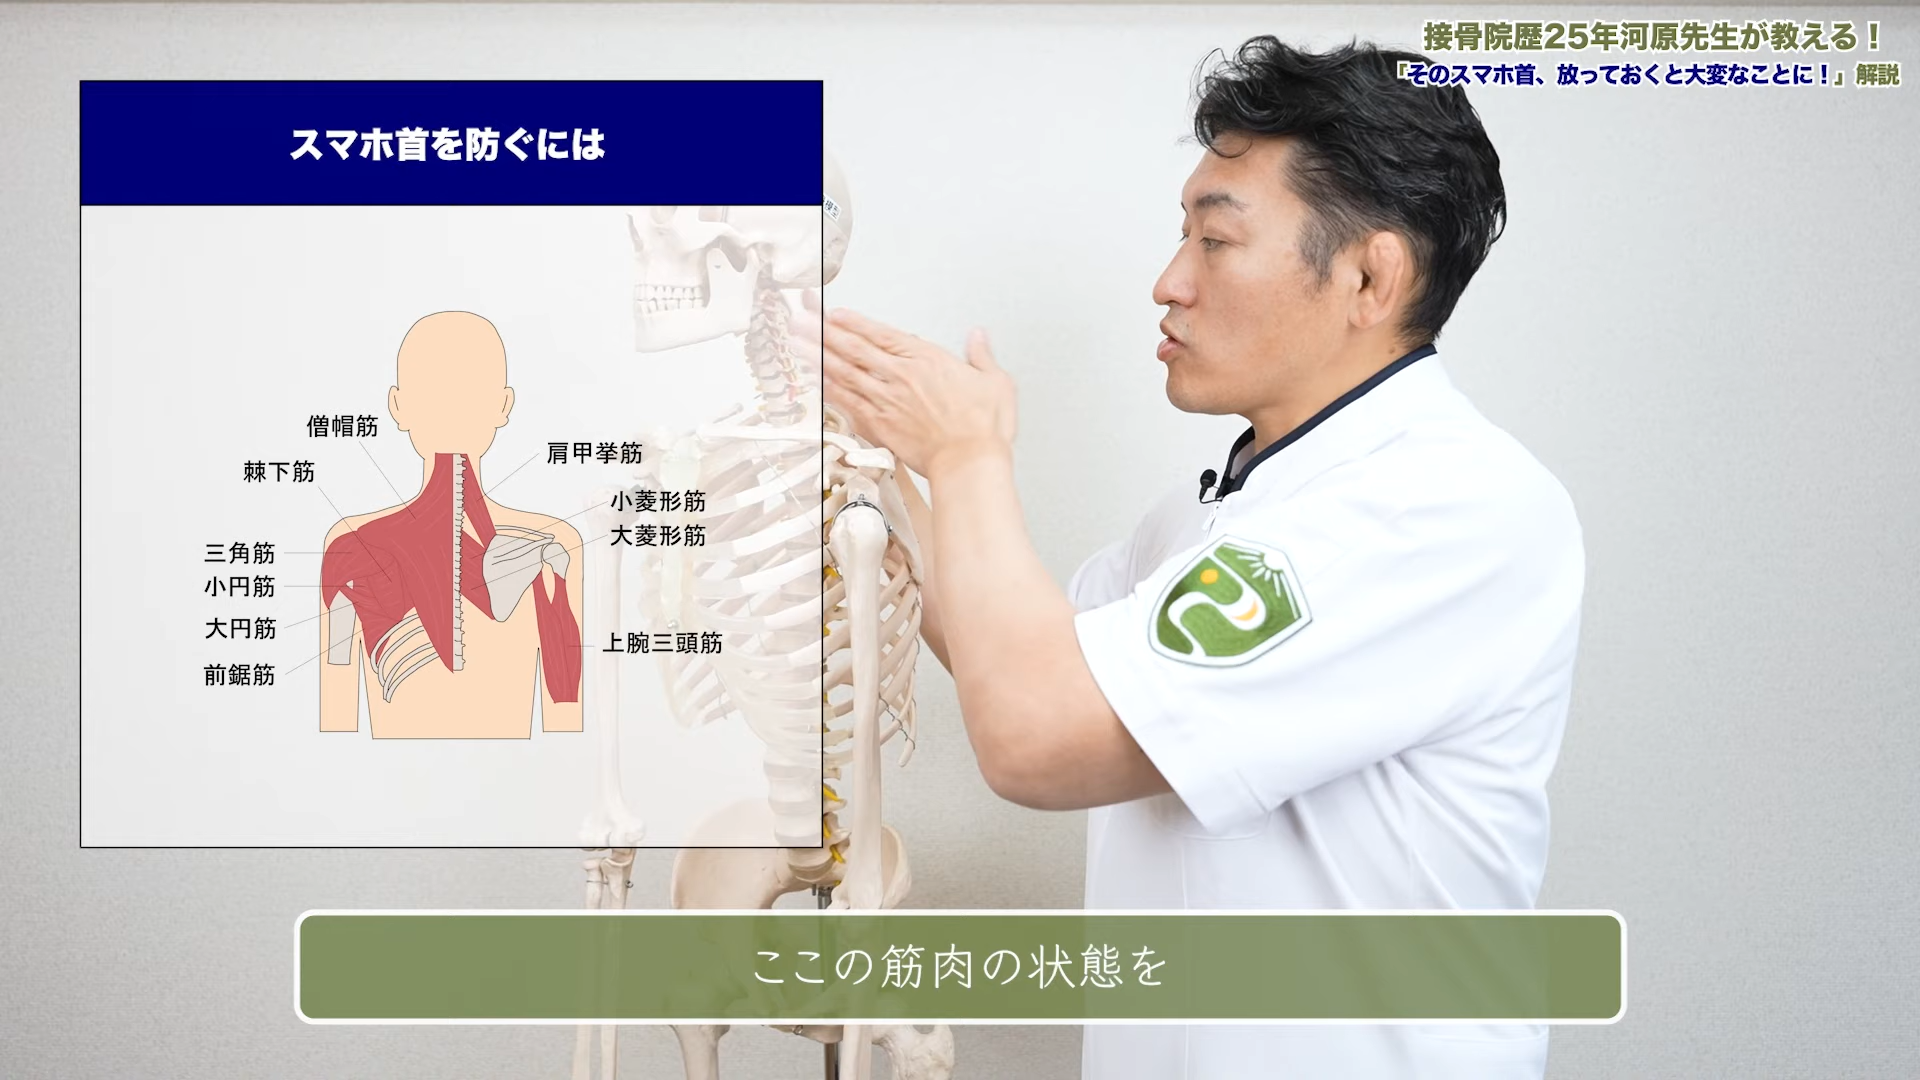 接骨院歴25年河原先生が教える！
「そのスマホ首、放っておくと大変なことに！」解説
スマホ首を防ぐには
僧帽筋
棘下筋
三角筋
小円筋
大円筋
前鋸筋
肩甲挙筋
小菱形筋
大菱形筋
上腕三頭筋
ここの筋肉の状態を